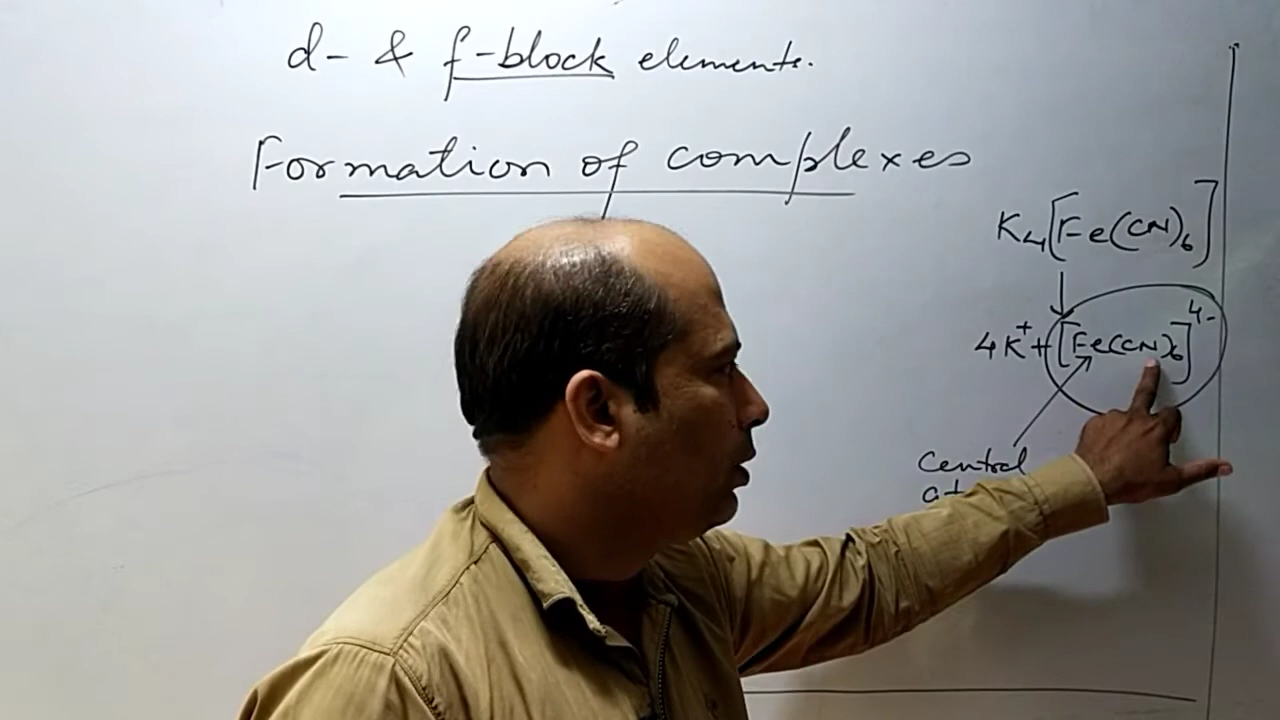 d- & f-block elements.
Formation of complexes
K₄[Fe(CN)₆]
4K⁺+[Fe(CN)₆]⁴⁻
Central